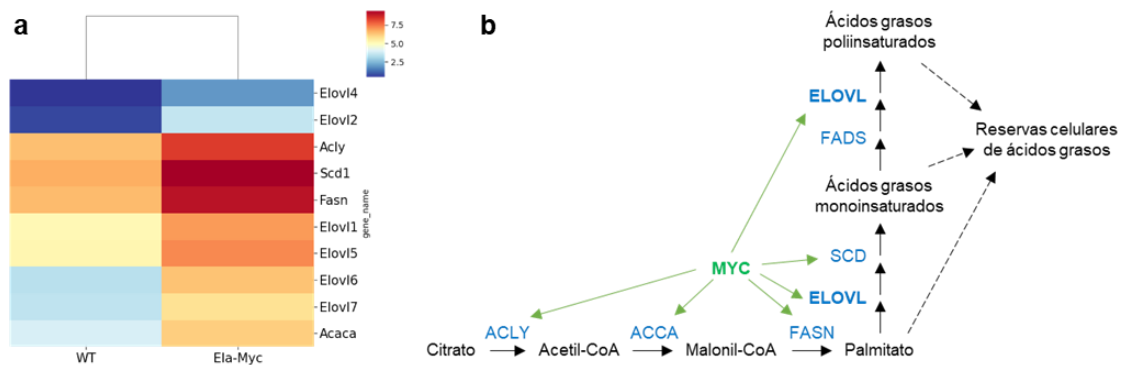 a
7.5
5.0
2.5
Elovl4
Elovl2
Acly
Scd1
Fasn
Elovl1
Elovl5
Elovl6
Elovl7
Acaca
gene_name
WT
Ela-Myc
b
Ácidos grasos
poliinsaturados
ELOVL
FADS
Reservas celulares
de ácidos grasos
Ácidos grasos
monoinsaturados
MYC
SCD
ELOVL
ACLY
ACCA
FASN
Citrato
Acetil-CoA
Malonil-CoA
Palmitato